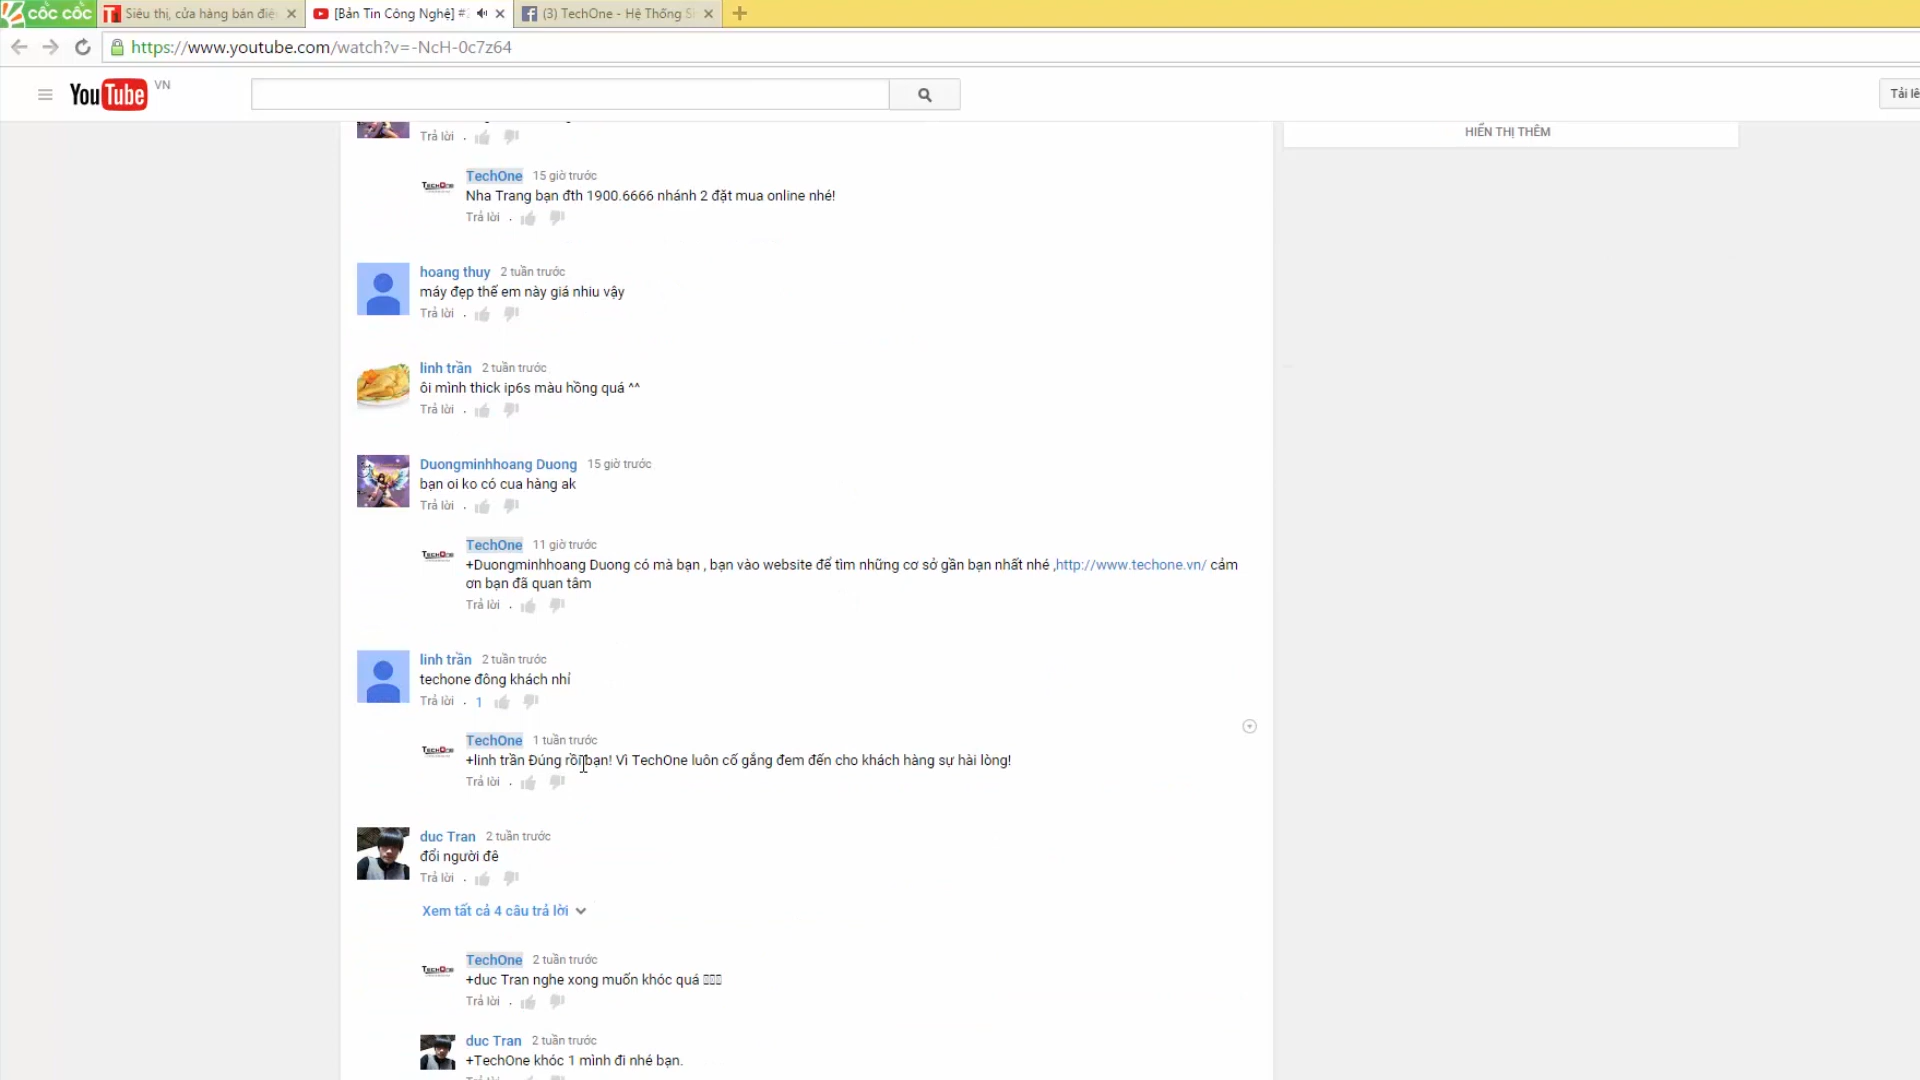 cốc cốc
Siêu thị, cửa hàng bán điệ
[Bản Tin Công Nghệ] #
(3) TechOne - Hệ Thống S
https://www.youtube.com/watch?v=-NcH-0c7z64
YouTube VN
Tải lê
Trả lời .
HIỂN THỊ THÊM
TechOne 15 giờ trước
Nha Trang bạn đth 1900.6666 nhánh 2 đặt mua online nhé!
Trả lời .
hoang thuy 2 tuần trước
máy đẹp thế em này giá nhiu vậy
Trả lời .
linh trần 2 tuần trước
ôi mình thick ip6s màu hồng quá ^^
Trả lời .
Duongminhhoang Duong 15 giờ trước
bạn oi ko có cua hàng ak
Trả lời .
TechOne 11 giờ trước
+Duongminhhoang Duong có mà bạn , bạn vào website để tìm những cơ sở gần bạn nhất nhé ,http://www.techone.vn/ cảm
ơn bạn đã quan tâm
Trả lời .
linh trần 2 tuần trước
techone đông khách nhỉ
Trả lời . 1
TechOne 1 tuần trước
+linh trần Đúng rồi bạn! Vì TechOne luôn cố gắng đem đến cho khách hàng sự hài lòng!
Trả lời .
duc Tran 2 tuần trước
đổi người đê
Trả lời .
Xem tất cả 4 câu trả lời
TechOne 2 tuần trước
+duc Tran nghe xong muốn khóc quá
Trả lời .
duc Tran 2 tuần trước
+TechOne khóc 1 mình đi nhé bạn.